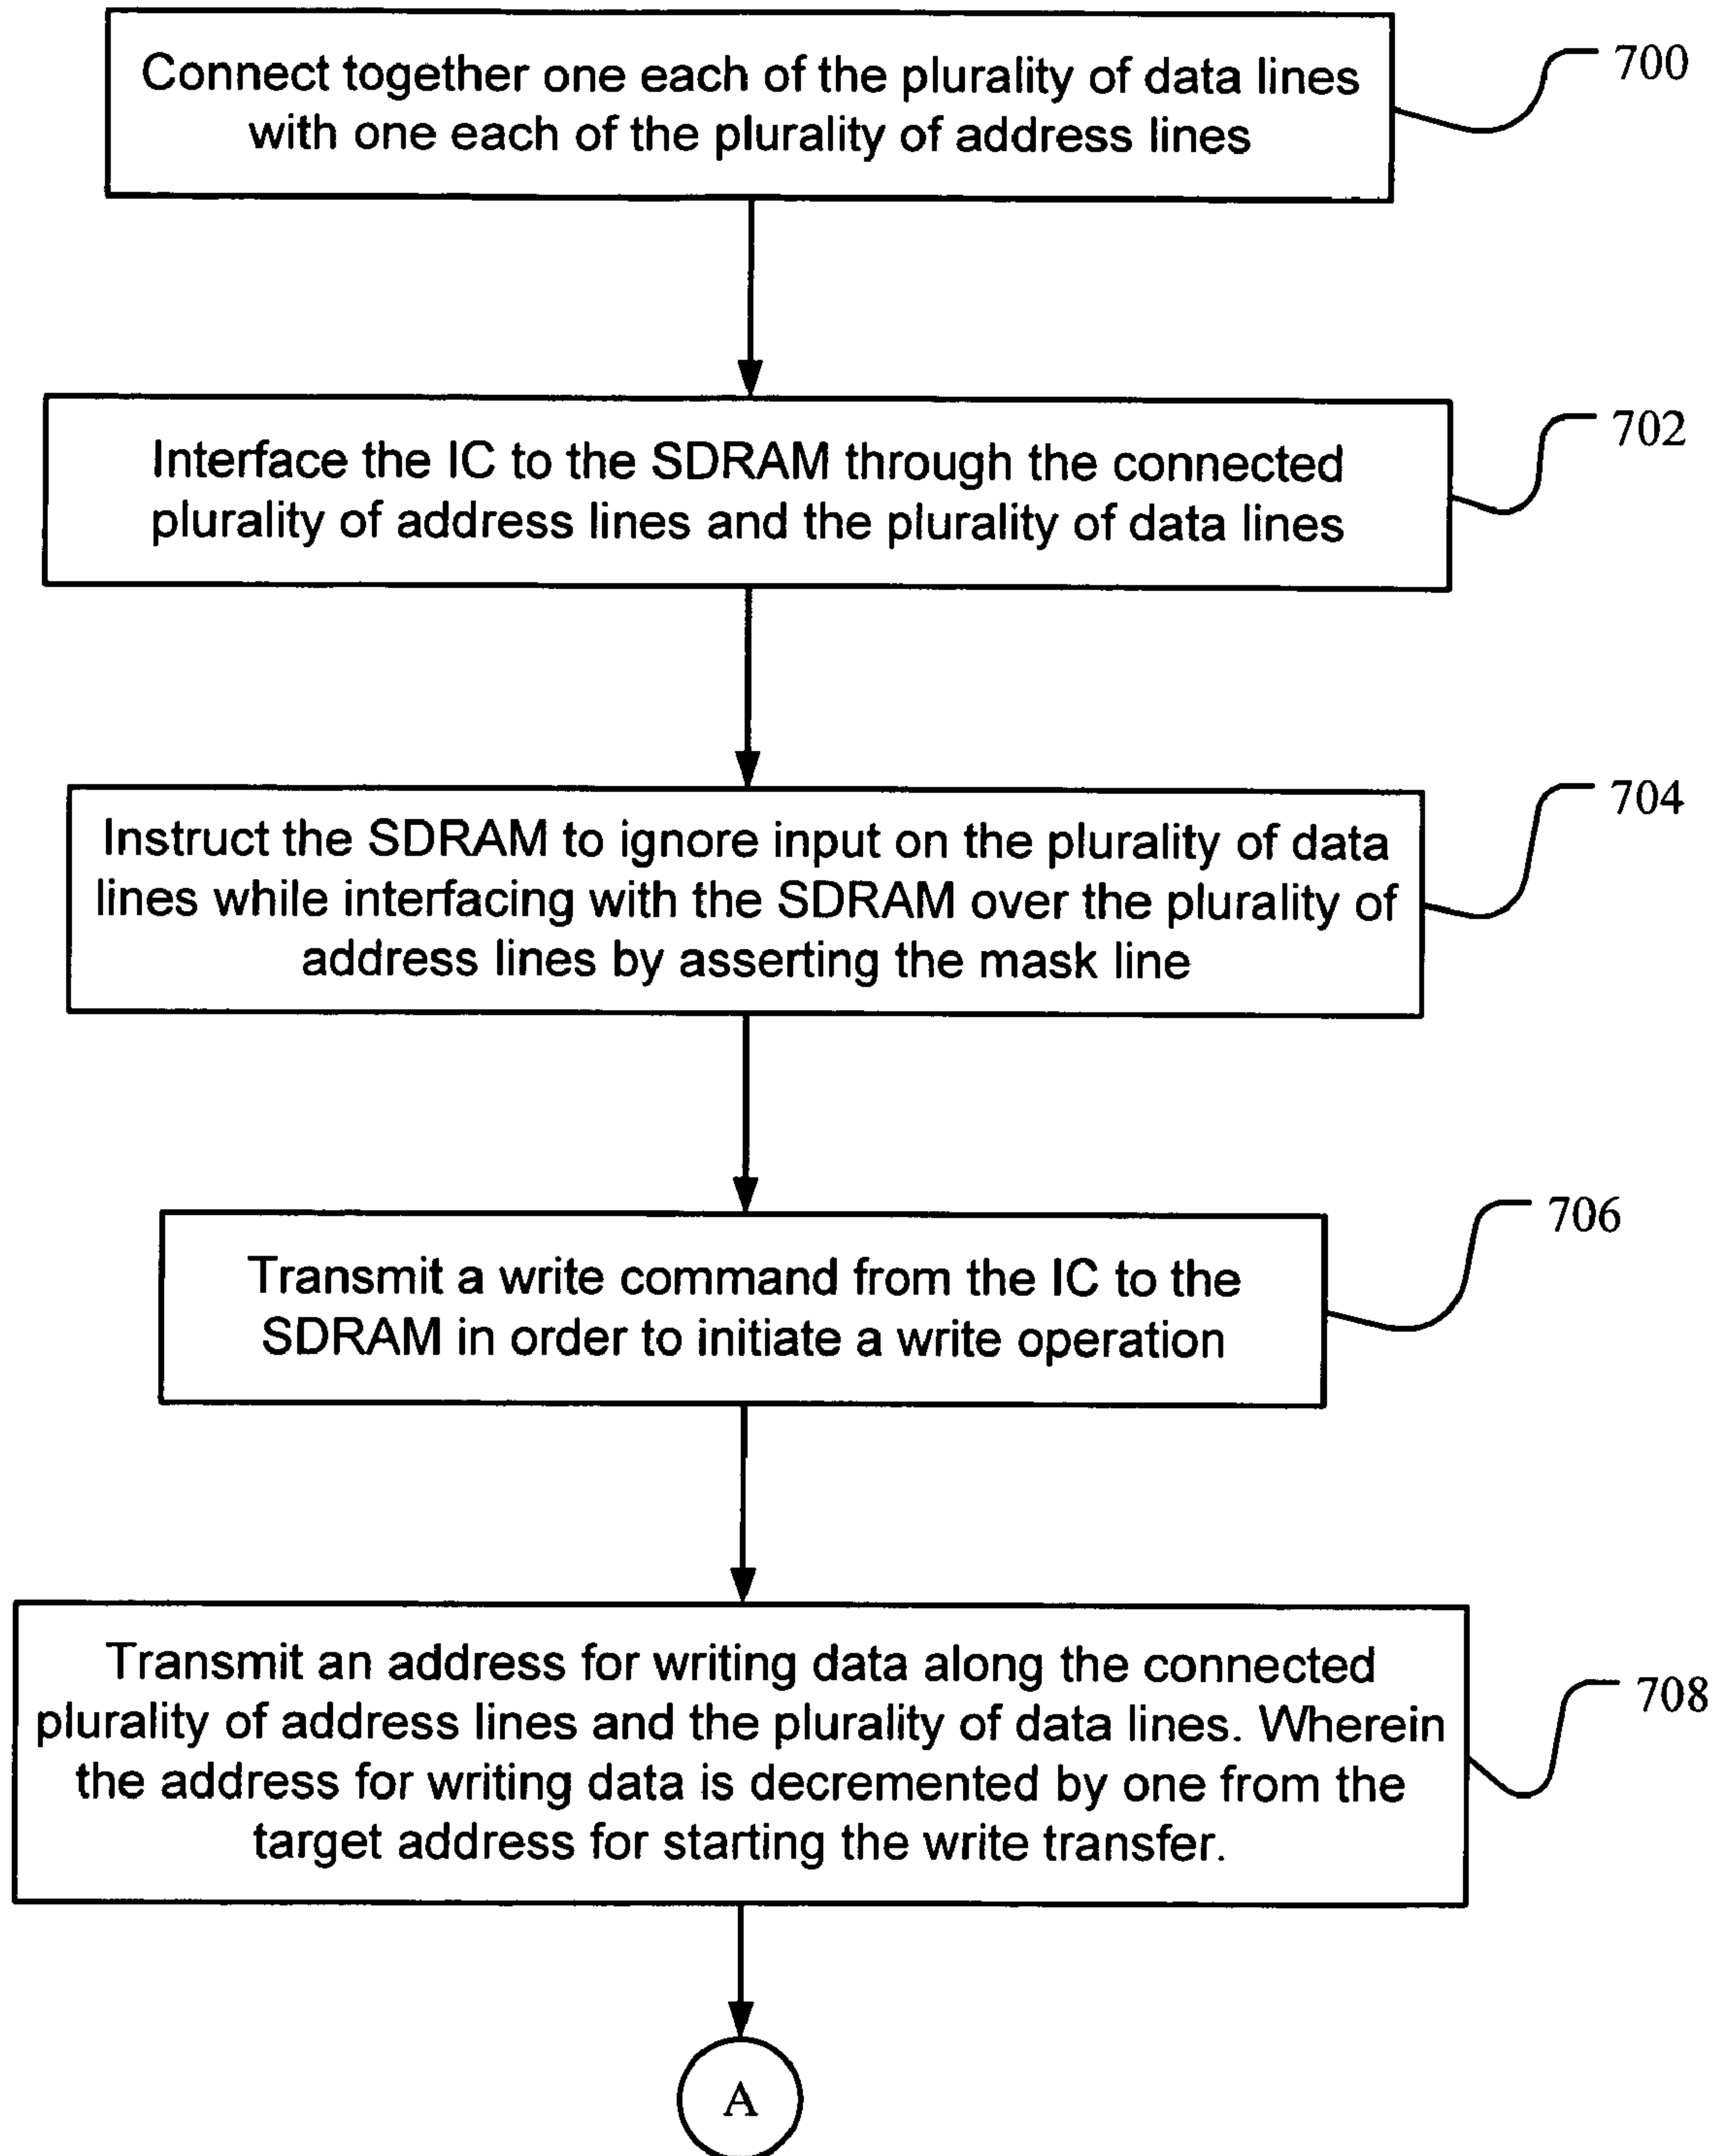 Connect together one each of the plurality of data lines
with one each of the plurality of address lines
700
Interface the IC to the SDRAM through the connected
plurality of address lines and the plurality of data lines
702
Instruct the SDRAM to ignore input on the plurality of data
lines while interfacing with the SDRAM over the plurality of
address lines by asserting the mask line
704
Transmit a write command from the IC to the
SDRAM in order to initiate a write operation
706
Transmit an address for writing data along the connected
plurality of address lines and the plurality of data lines. Wherein
the address for writing data is decremented by one from the
target address for starting the write transfer.
708
A